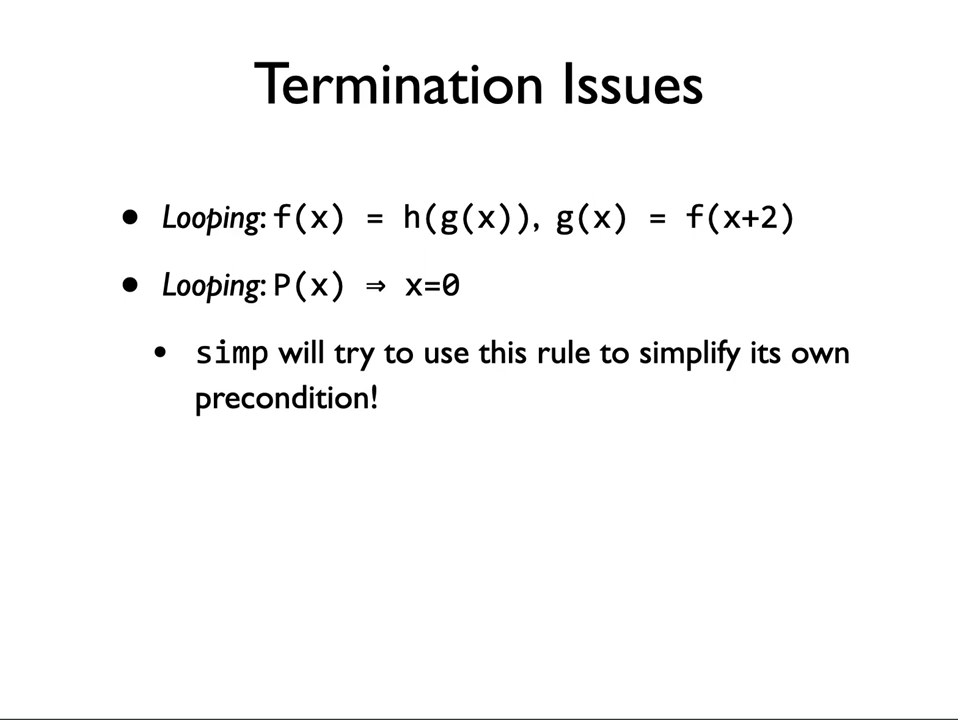 Termination Issues
• Looping: f(x) = h(g(x)), g(x) = f(x+2)
• Looping: P(x) ⇒ x=0
• simp will try to use this rule to simplify its own
precondition!